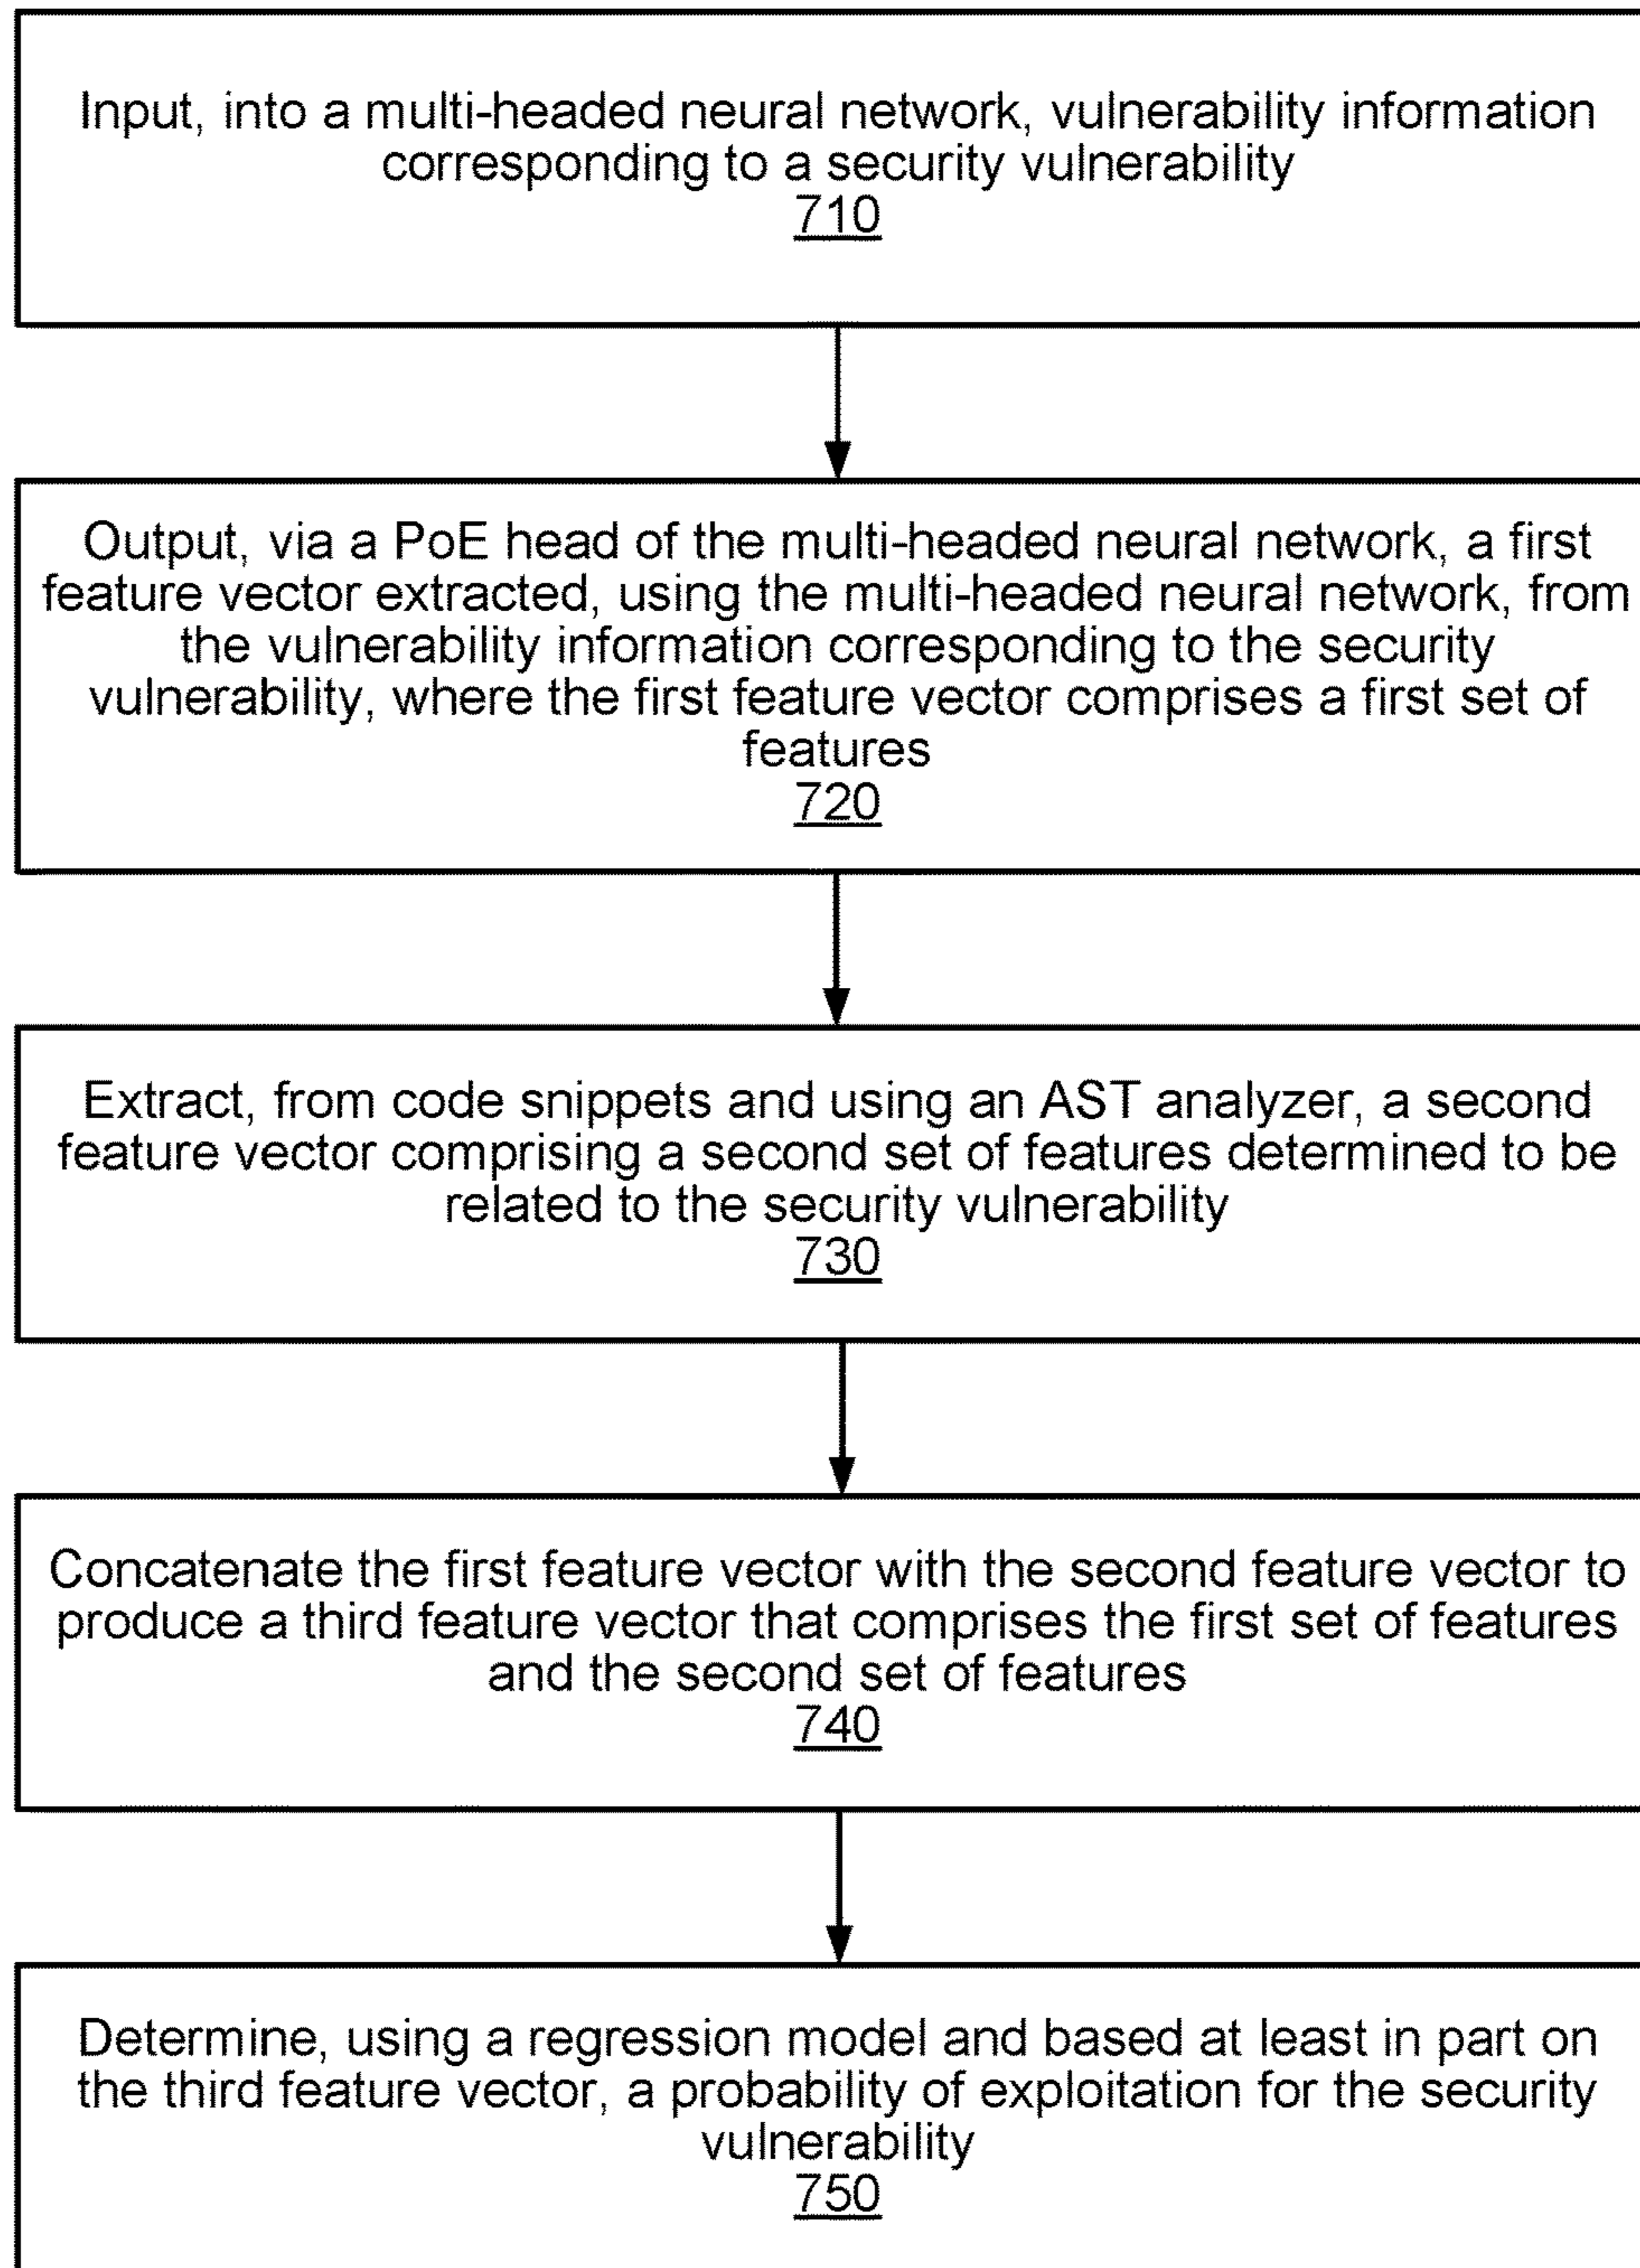 Input, into a multi-headed neural network, vulnerability information
corresponding to a security vulnerability
710
Output, via a PoE head of the multi-headed neural network, a first
feature vector extracted, using the multi-headed neural network, from
the vulnerability information corresponding to the security
vulnerability, where the first feature vector comprises a first set of
features
720
Extract, from code snippets and using an AST analyzer, a second
feature vector comprising a second set of features determined to be
related to the security vulnerability
730
Concatenate the first feature vector with the second feature vector to
produce a third feature vector that comprises the first set of features
and the second set of features
740
Determine, using a regression model and based at least in part on
the third feature vector, a probability of exploitation for the security
vulnerability
750